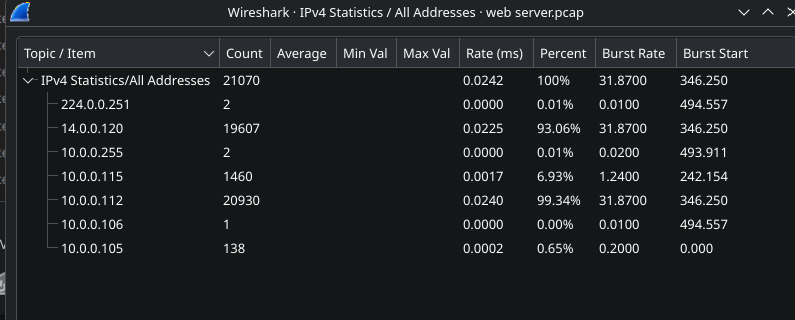 Wireshark · IPv4 Statistics / All Addresses · web server.pcap
Topic / Item Count Average Min Val Max Val Rate (ms) Percent Burst Rate Burst Start
IPv4 Statistics/All Addresses 21070 0.0242 100% 31.8700 346.250
224.0.0.251 2 0.0000 0.01% 0.0100 494.557
14.0.0.120 19607 0.0225 93.06% 31.8700 346.250
10.0.0.255 2 0.0000 0.01% 0.0200 493.911
10.0.0.115 1460 0.0017 6.93% 1.2400 242.154
10.0.0.112 20930 0.0240 99.34% 31.8700 346.250
10.0.0.106 1 0.0000 0.00% 0.0100 494.557
10.0.0.105 138 0.0002 0.65% 0.2000 0.000